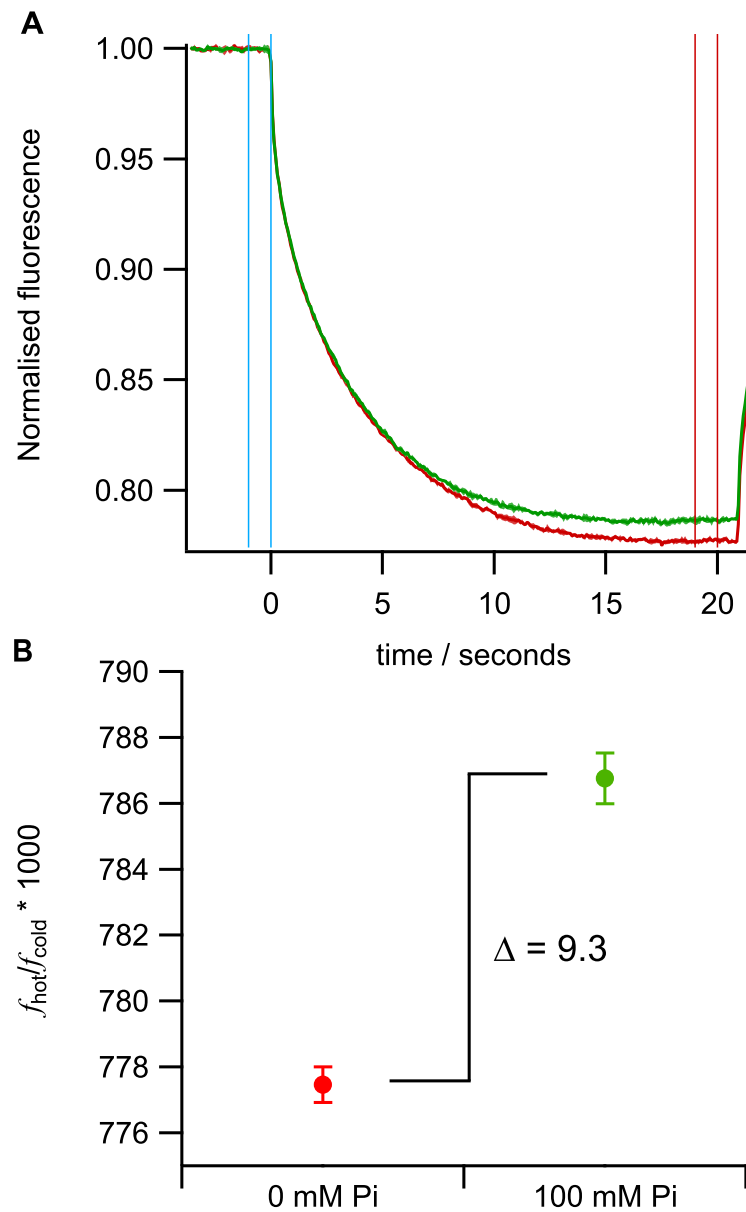 A
1.00
0.95
0.90
0.85
0.80
Normalised fluorescence
0 5 10 15 20
time / seconds
B
790
788
786
784
782
780
778
776
fhot/fcold * 1000
Δ = 9.3
0 mM Pi 100 mM Pi